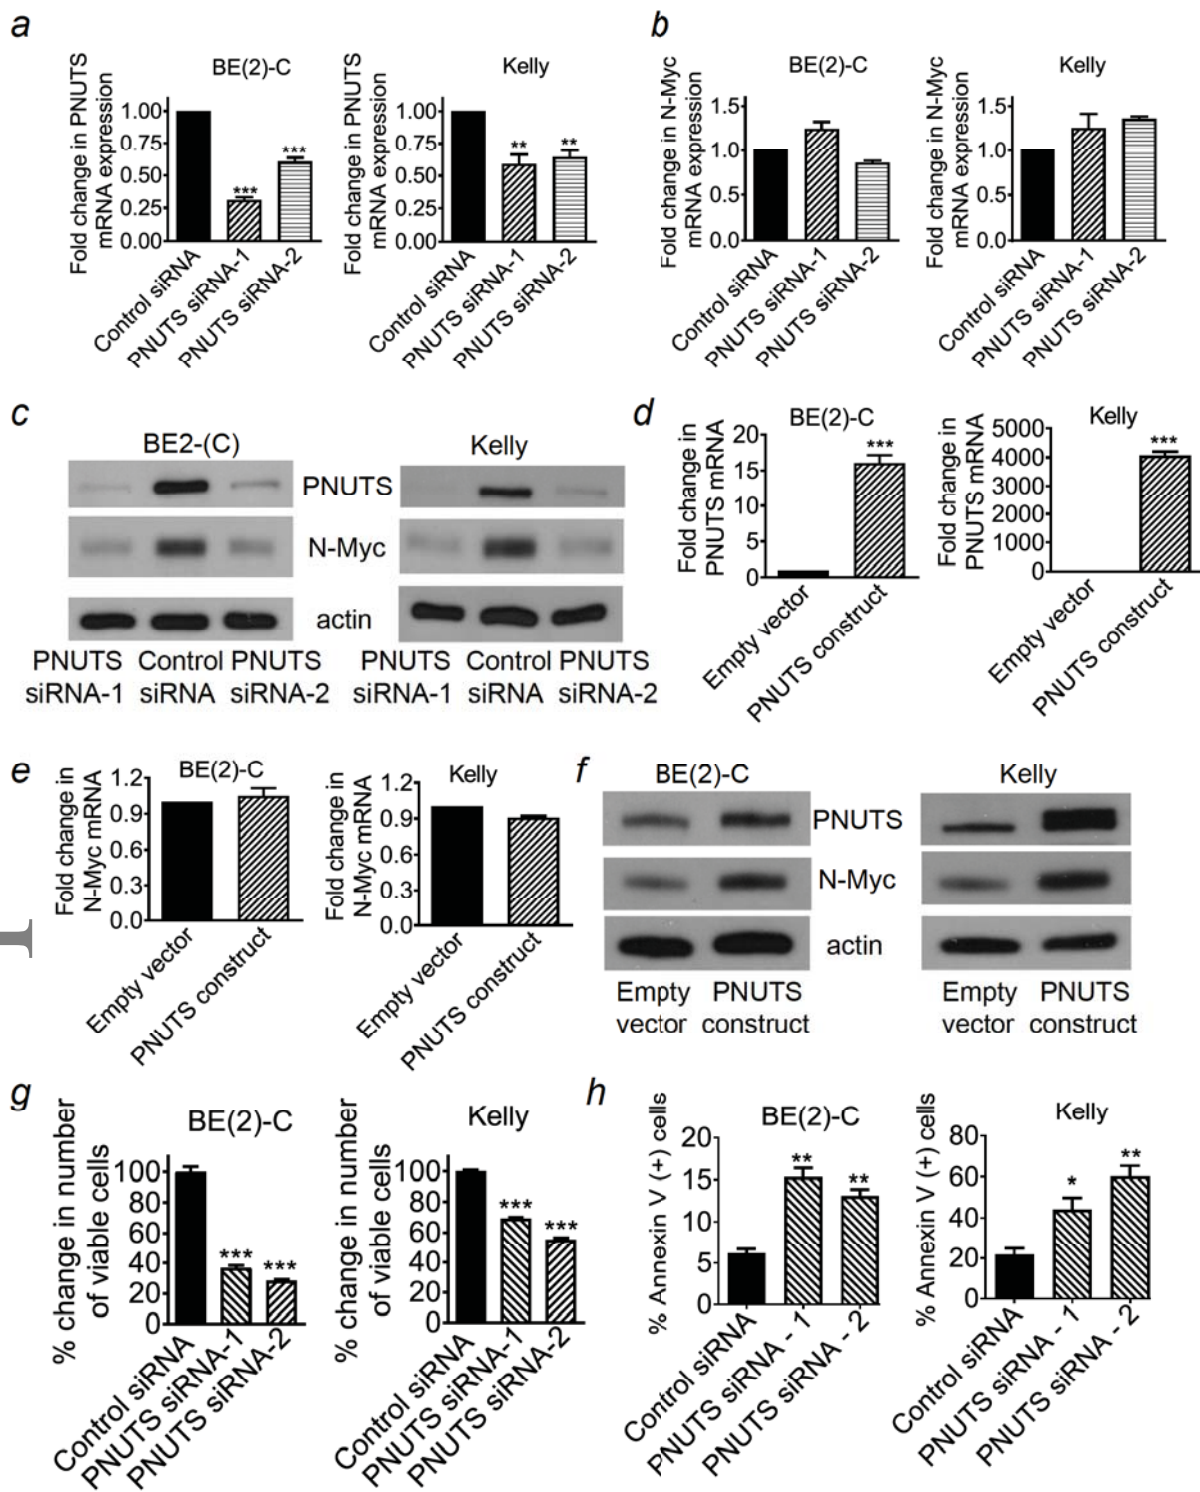 a
BE(2)-C
Fold change in PNUTS
mRNA expression
1.00
0.75
0.50
0.25
0.00
***
***
Control siRNA
PNUTS siRNA-1
PNUTS siRNA-2
Kelly
Fold change in PNUTS
mRNA expression
1.00
0.75
0.50
0.25
0.00
**
**
Control siRNA
PNUTS siRNA-1
PNUTS siRNA-2
b
BE(2)-C
Fold change in N-Myc
mRNA expression
1.5
1.0
0.5
0.0
Control siRNA
PNUTS siRNA-1
PNUTS siRNA-2
Kelly
Fold change in N-Myc
mRNA expression
1.5
1.0
0.5
0.0
Control siRNA
PNUTS siRNA-1
PNUTS siRNA-2
c
BE2-(C)
Kelly
PNUTS
N-Myc
actin
PNUTS Control PNUTS
siRNA-1 siRNA siRNA-2
PNUTS Control PNUTS
siRNA-1 siRNA siRNA-2
d
BE(2)-C
Fold change in
PNUTS mRNA
20
15
10
5
0
***
Empty vector
PNUTS construct
Kelly
Fold change in
PNUTS mRNA
5000
4000
3000
2000
1000
0
***
Empty vector
PNUTS construct
e
BE(2)-C
Fold change in
N-Myc mRNA
1.2
0.9
0.6
0.3
0.0
Empty vector
PNUTS construct
Kelly
Fold change in
N-Myc mRNA
1.2
0.9
0.6
0.3
0.0
Empty vector
PNUTS construct
f
BE(2)-C
Kelly
PNUTS
N-Myc
actin
Empty PNUTS
vector construct
Empty PNUTS
vector construct
g
BE(2)-C
% change in number
of viable cells
100
80
60
40
20
0
***
***
Control siRNA
PNUTS siRNA-1
PNUTS siRNA-2
Kelly
% change in number
of viable cells
100
80
60
40
20
0
***
***
Control siRNA
PNUTS siRNA-1
PNUTS siRNA-2
h
BE(2)-C
% Annexin V (+) cells
20
15
10
5
0
**
**
Control siRNA
PNUTS siRNA - 1
PNUTS siRNA - 2
Kelly
% Annexin V (+) cells
80
60
40
20
0
*
**
Control siRNA
PNUTS siRNA - 1
PNUTS siRNA - 2